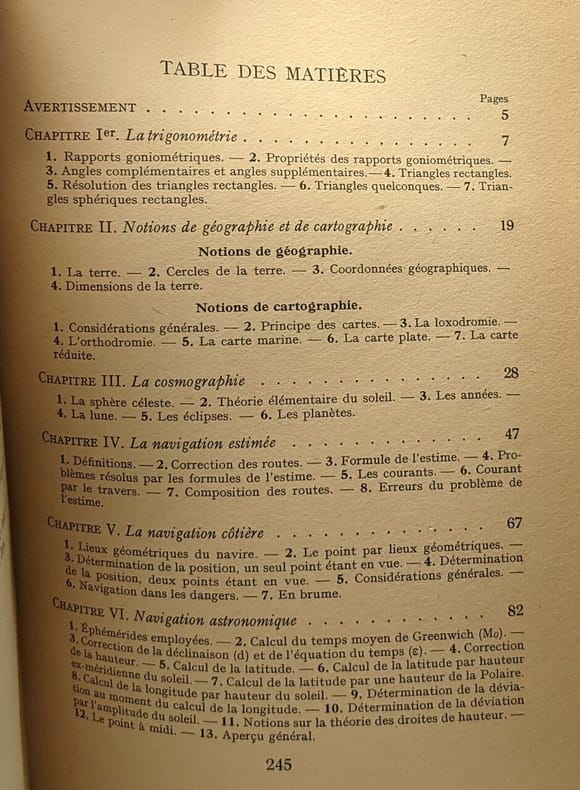 TABLE DES MATIÈRES
Pages
AVERTISSEMENT . . . . . . . . . . . . . . . . . . . . 5
CHAPITRE Ier. La trigonométrie . . . . . . . . . . . . . . . 7
1. Rapports goniométriques. — 2. Propriétés des rapports goniométriques. —
3. Angles complémentaires et angles supplémentaires. — 4. Triangles rectangles.
5. Résolution des triangles rectangles. — 6. Triangles quelconques. — 7. Trian-
gles sphériques rectangles.
CHAPITRE II. Notions de géographie et de cartographie . . . . . . 19
Notions de géographie.
1. La terre. — 2. Cercles de la terre. — 3. Coordonnées géographiques. —
4. Dimensions de la terre.
Notions de cartographie.
1. Considérations générales. — 2. Principe des cartes. — 3. La loxodromie. —
4. L'orthodromie. — 5. La carte marine. — 6. La carte plate. — 7. La carte
réduite.
CHAPITRE III. La cosmographie . . . . . . . . . . . . . . 28
1. La sphère céleste. — 2. Théorie élémentaire du soleil. — 3. Les années. —
4. La lune. — 5. Les éclipses. — 6. Les planètes.
CHAPITRE IV. La navigation estimée . . . . . . . . . . . . 47
1. Définitions. — 2. Correction des routes. — 3. Formule de l'estime. — 4. Pro-
blèmes résolus par les formules de l'estime. — 5. Les courants. — 6. Courant
par le travers. — 7. Composition des routes. — 8. Erreurs du problème de
l'estime.
CHAPITRE V. La navigation côtière . . . . . . . . . . . . . 67
1. Lieux géométriques du navire. — 2. Le point par lieux géométriques. —
3. Détermination de la position, un seul point étant en vue. — 4. Détermination
de la position, deux points étant en vue. — 5. Considérations générales. —
6. Navigation dans les dangers. — 7. En brume.
CHAPITRE VI. Navigation astronomique . . . . . . . . . . . 82
1. Éphémérides employées. — 2. Calcul du temps moyen de Greenwich (Mo). —
3. Correction de la déclinaison (d) et de l'équation du temps (ε). — 4. Correction
de la hauteur. — 5. Calcul de la latitude. — 6. Calcul de la latitude par hauteur
ex-méridienne du soleil. — 7. Calcul de la latitude par une hauteur de la Polaire.
8. Calcul de la longitude par hauteur du soleil. — 9. Détermination de la dévia-
tion au moment du calcul de la longitude. — 10. Détermination de la déviation
par l'amplitude du soleil. — 11. Notions sur la théorie des droites de hauteur. —
12. Le point à midi. — 13. Aperçu général.
245